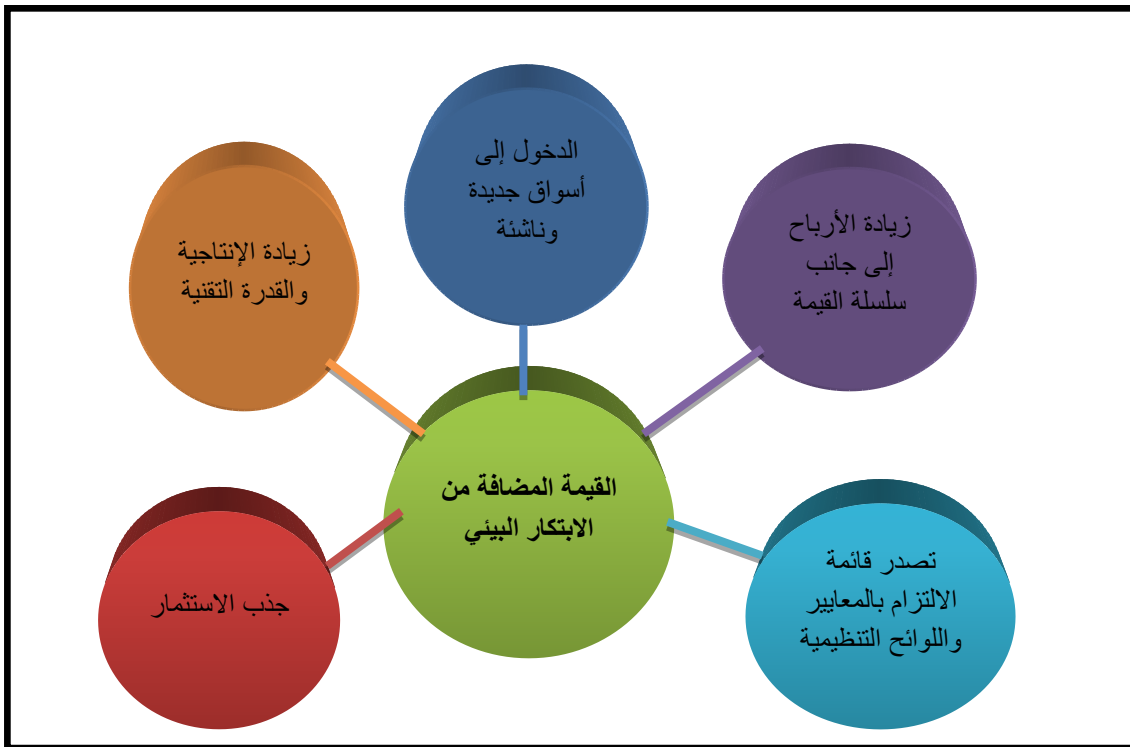 الدخول إلى
أسواق جديدة
وناشئة
زيادة الأرباح
إلى جانب
سلسلة القيمة
زيادة الإنتاجية
والقدرة التقنية
القيمة المضافة من
الابتكار البيئي
تصدر قائمة
الالتزام بالمعايير
واللوائح التنظيمية
جذب الاستثمار